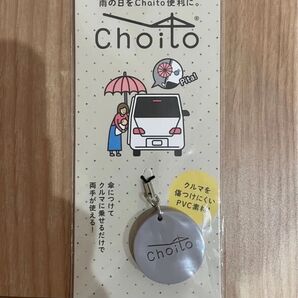 雨の日をChoito便利に。
Choito®
Pita!
傘につけて
クルマに乗せるだけで
両手が使える!
クルマを
傷つけにくい
PVC素材
Choito